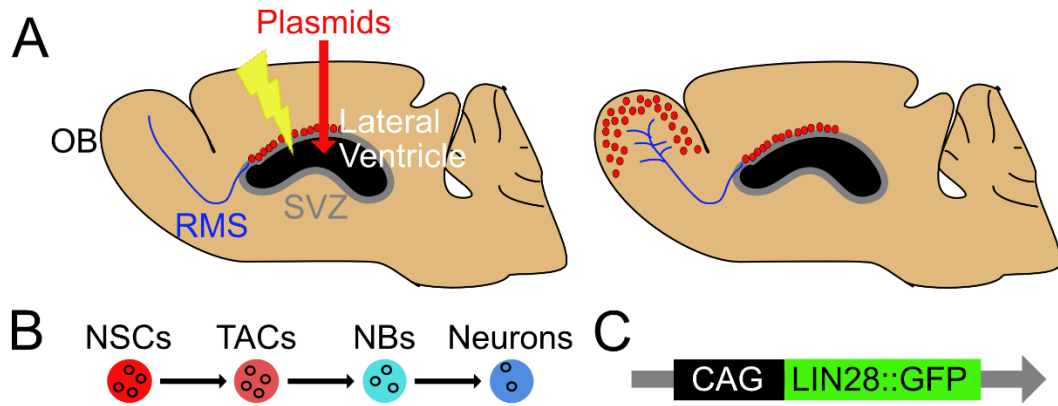 A
Plasmids
OB
Lateral
Ventricle
SVZ
RMS
B
NSCs TACs NBs Neurons
C
CAG LIN28::GFP